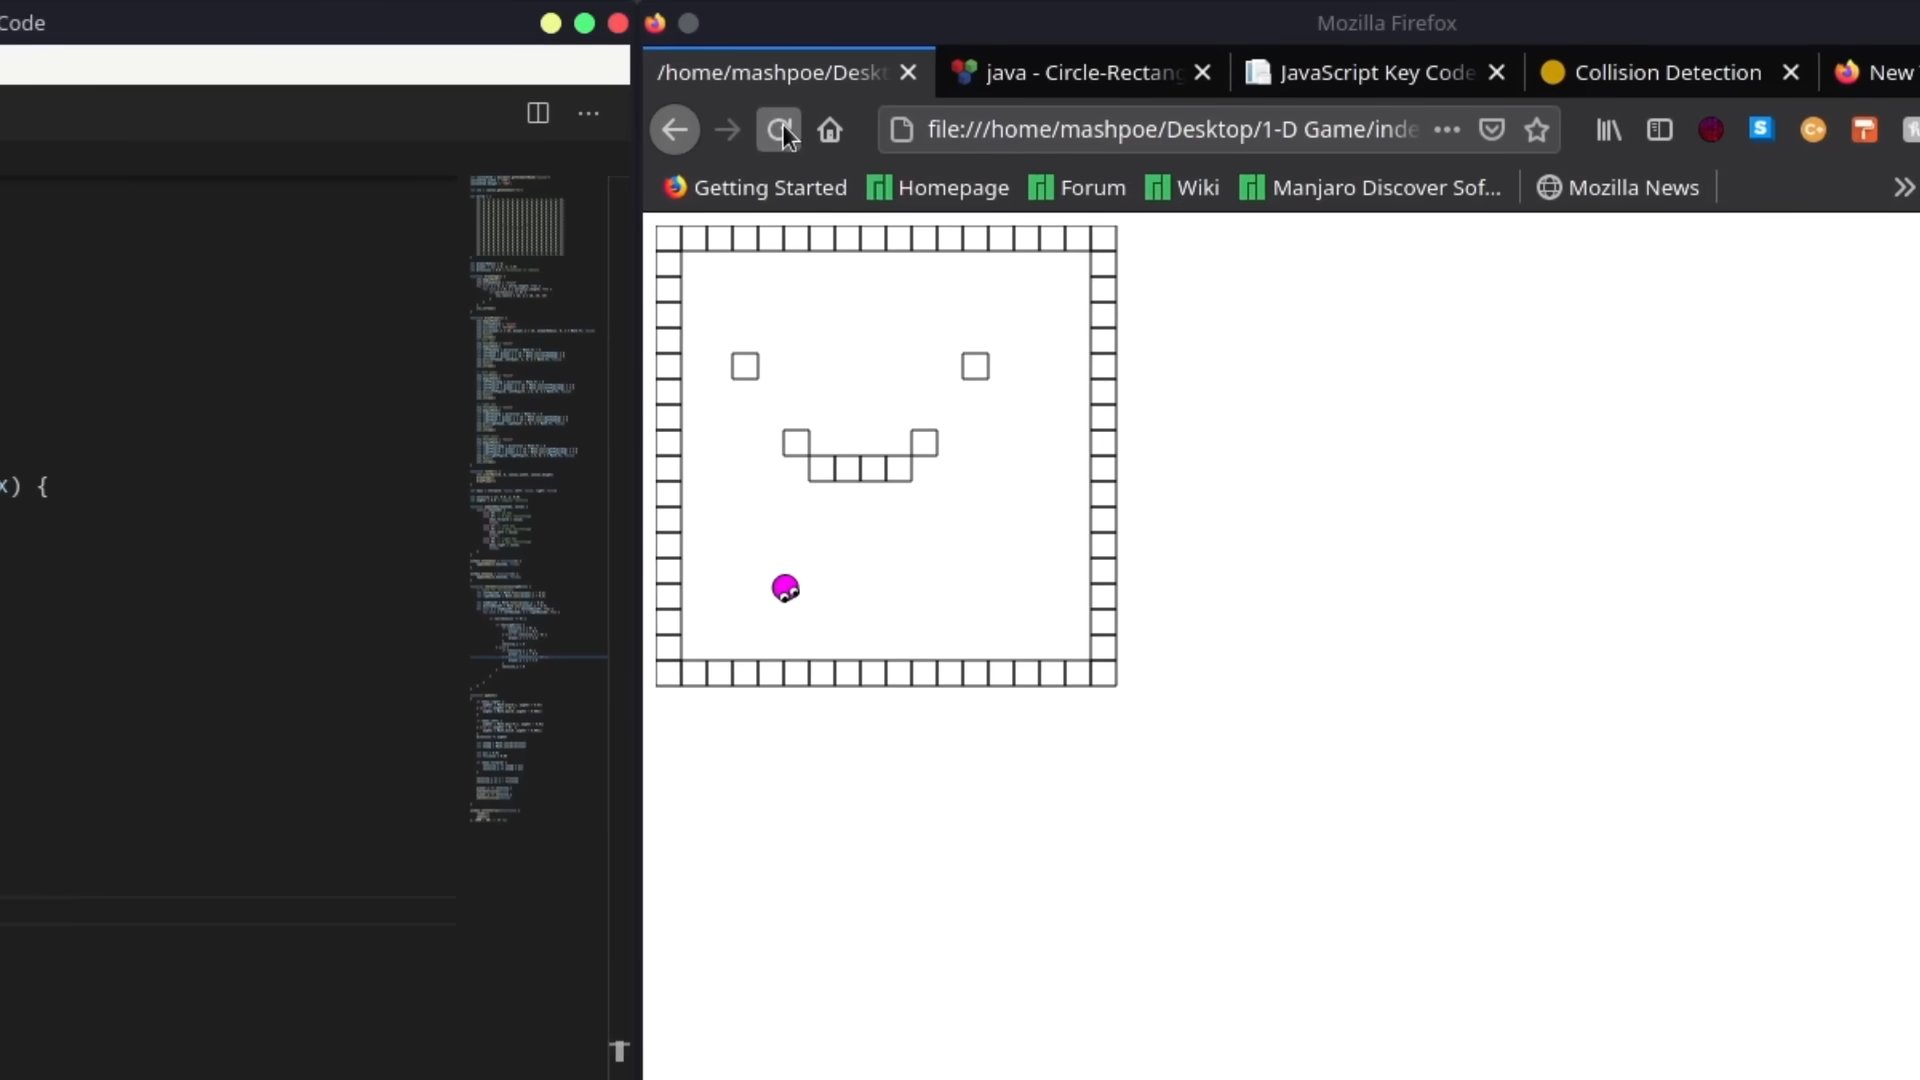 Code
Mozilla Firefox
/home/mashpoe/Deskt
java - Circle-Rectang
JavaScript Key Code
Collision Detection
New
file:///home/mashpoe/Desktop/1-D Game/inde
Getting Started
Homepage
Forum
Wiki
Manjaro Discover Sof...
Mozilla News
x) {